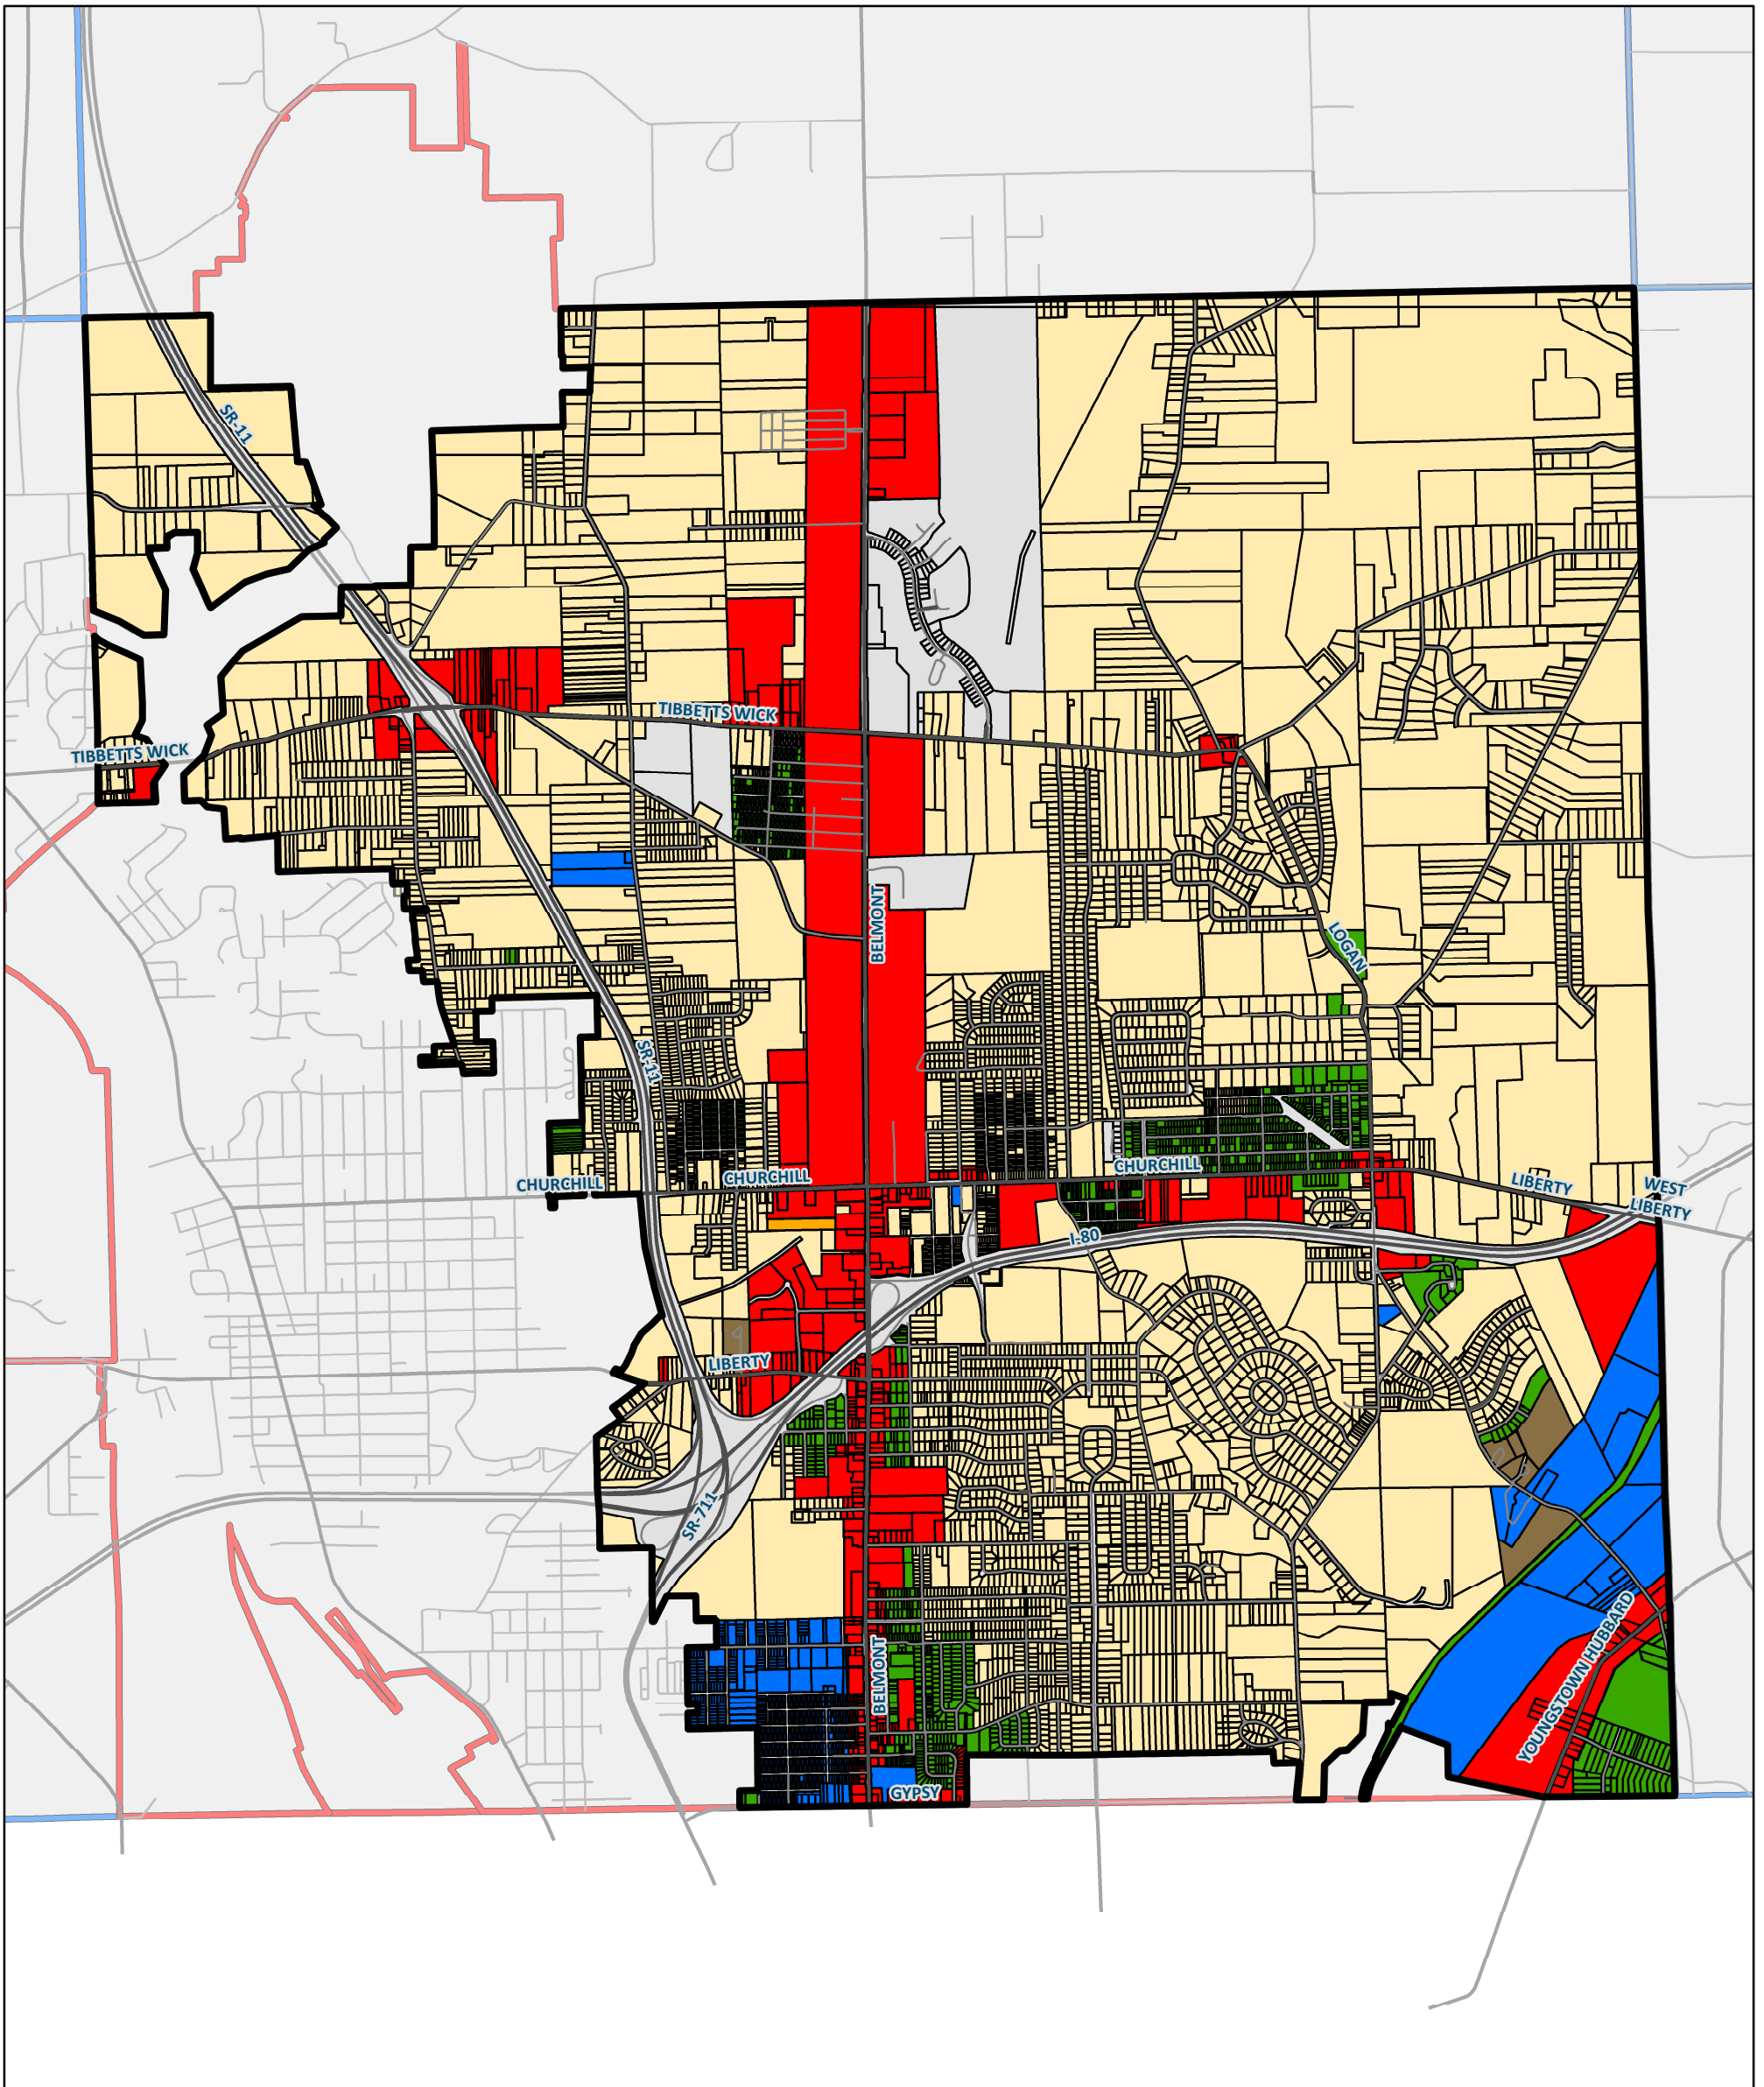 SR-11
TIBBETTS WICK
TIBBETTS WICK
BELMONT
LOGAN
SR-11
CHURCHILL
CHURCHILL
CHURCHILL
LIBERTY
WEST
LIBERTY
I-80
LIBERTY
SR-711
BELMONT
YOUNGSTOWN HUBBARD
GYPSY